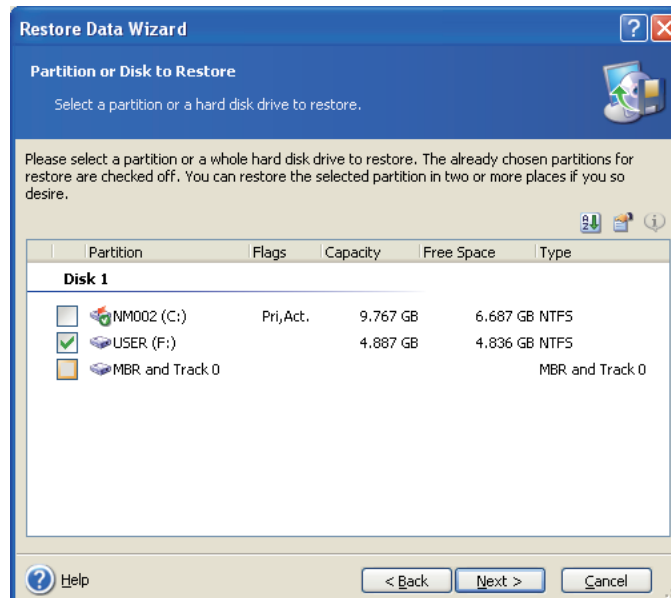 Restore Data Wizard
Partition or Disk to Restore
Select a partition or a hard disk drive to restore.
Please select a partition or a whole hard disk drive to restore. The already chosen partitions for
restore are checked off. You can restore the selected partition in two or more places if you so
desire.
Partition Flags Capacity Free Space Type
Disk 1
NM002 (C:) Pri,Act. 9.767 GB 6.687 GB NTFS
USER (F:) 4.887 GB 4.836 GB NTFS
MBR and Track 0 MBR and Track 0
Help < Back Next > Cancel